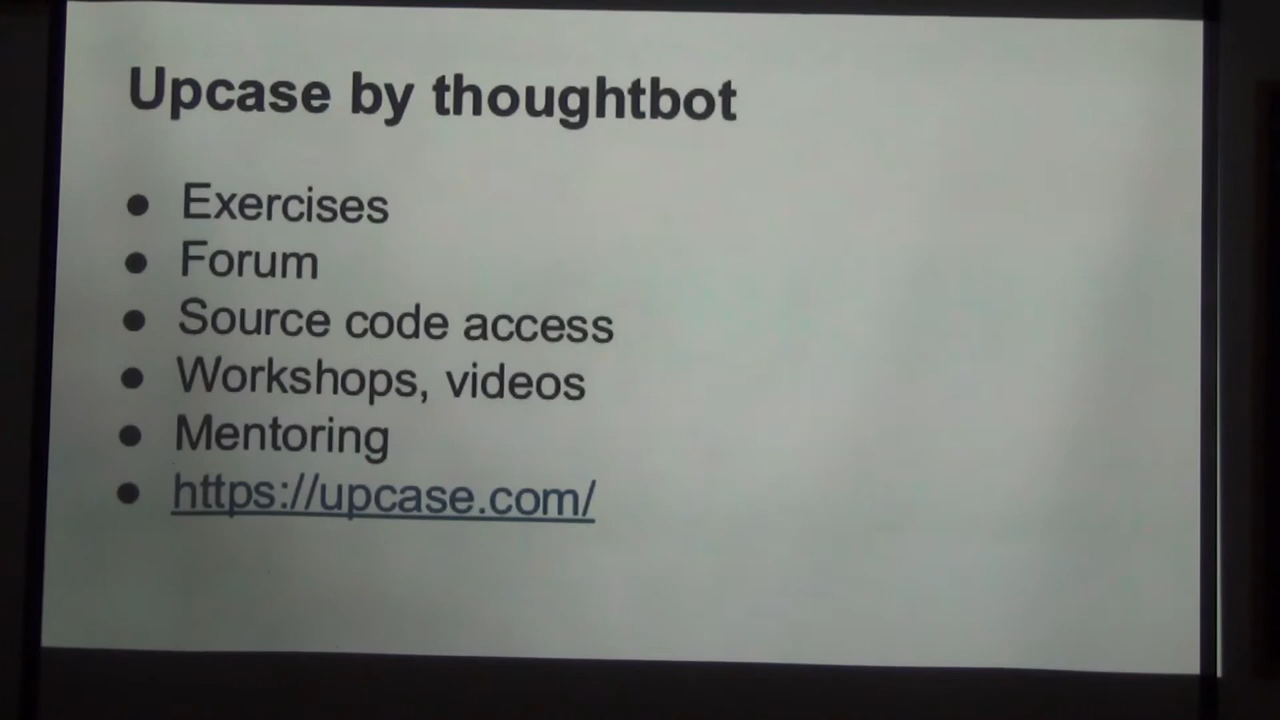 Upcase by thoughtbot
● Exercises
● Forum
● Source code access
● Workshops, videos
● Mentoring
● https://upcase.com/